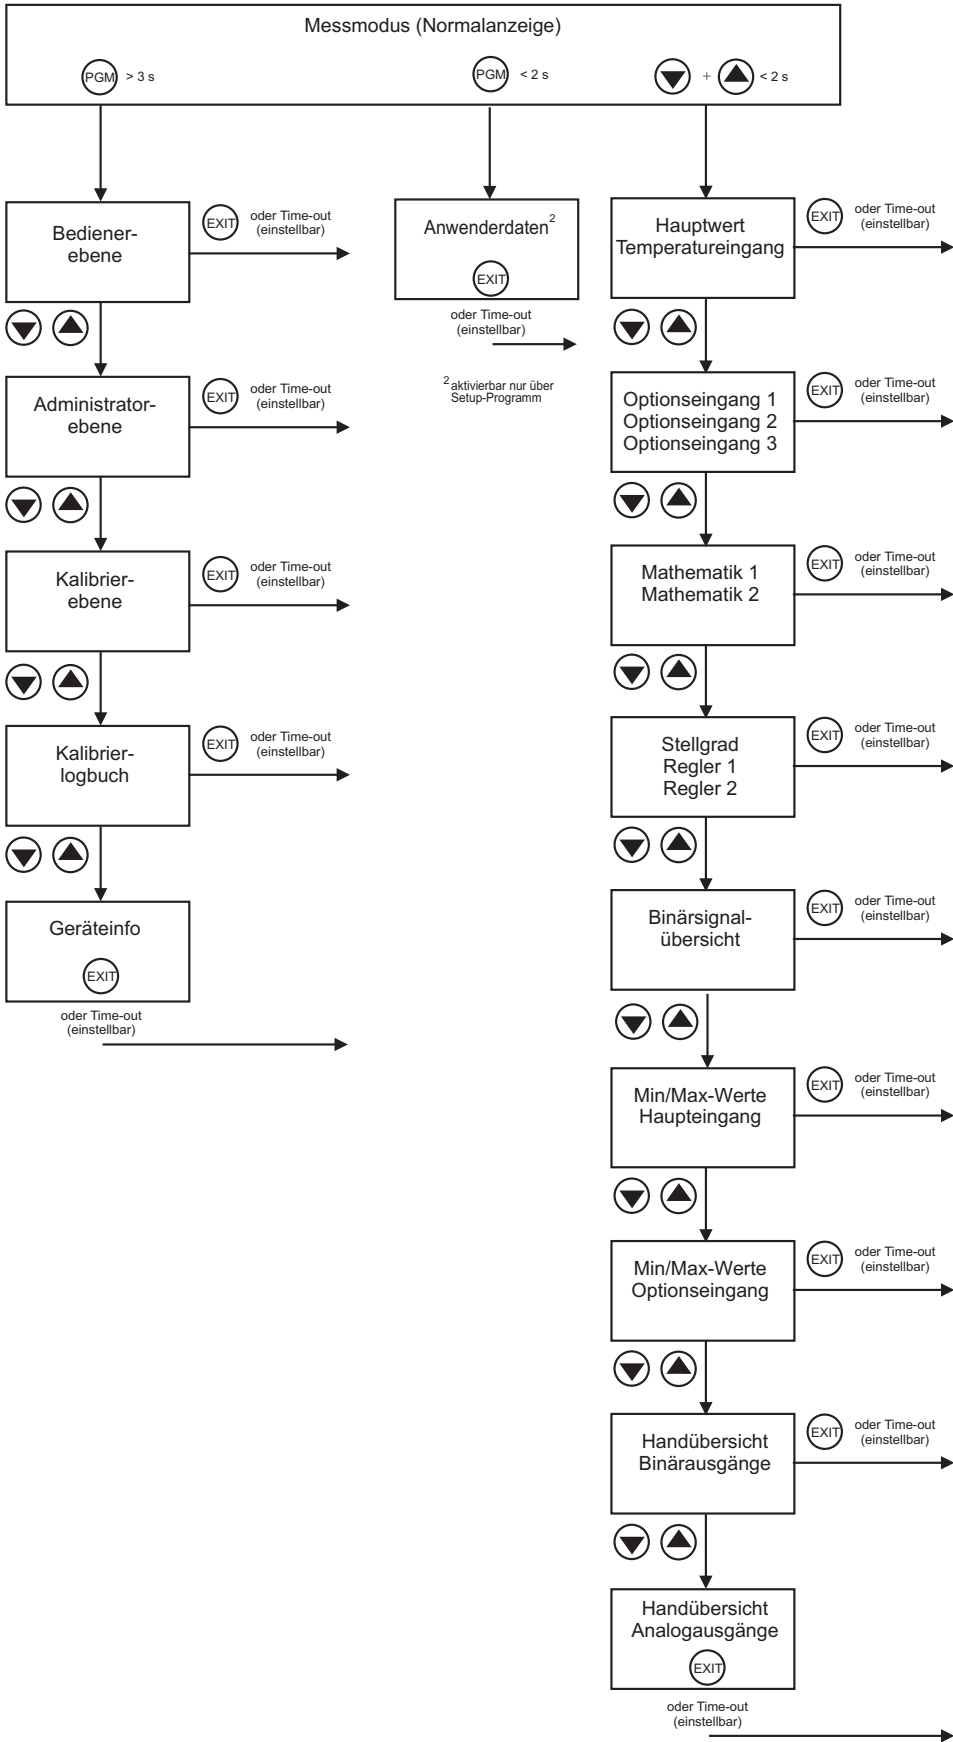 Messmodus (Normalanzeige)
PGM > 3 s
PGM < 2 s
+ < 2 s
Bediener-
ebene
EXIT
oder Time-out
(einstellbar)
Administrator-
ebene
EXIT
oder Time-out
(einstellbar)
Kalibrier-
ebene
EXIT
oder Time-out
(einstellbar)
Kalibrier-
logbuch
EXIT
oder Time-out
(einstellbar)
Geräteinfo
EXIT
oder Time-out
(einstellbar)
Anwenderdaten²
EXIT
oder Time-out
(einstellbar)
² aktivierbar nur über
Setup-Programm
Hauptwert
Temperatureingang
EXIT
oder Time-out
(einstellbar)
Optionseingang 1
Optionseingang 2
Optionseingang 3
EXIT
oder Time-out
(einstellbar)
Mathematik 1
Mathematik 2
EXIT
oder Time-out
(einstellbar)
Stellgrad
Regler 1
Regler 2
EXIT
oder Time-out
(einstellbar)
Binärsignal-
übersicht
EXIT
oder Time-out
(einstellbar)
Min/Max-Werte
Haupteingang
EXIT
oder Time-out
(einstellbar)
Min/Max-Werte
Optionseingang
EXIT
oder Time-out
(einstellbar)
Handübersicht
Binärausgänge
EXIT
oder Time-out
(einstellbar)
Handübersicht
Analogausgänge
EXIT
oder Time-out
(einstellbar)